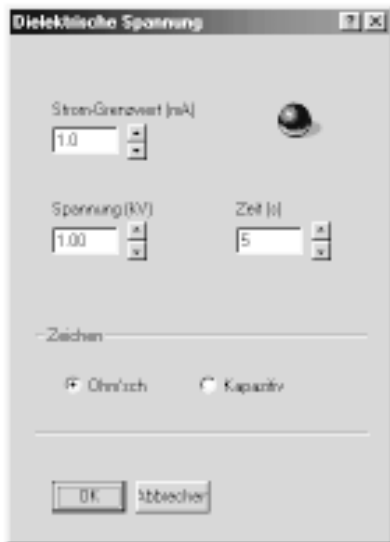 Dielektrische Spannung
Strom-Grenzwert (mA)
1.0
Spannung (kV)
Zeit (s)
1.00
5
Zeichen
Ohm'sch
Kapazitiv
OK
Abbrechen